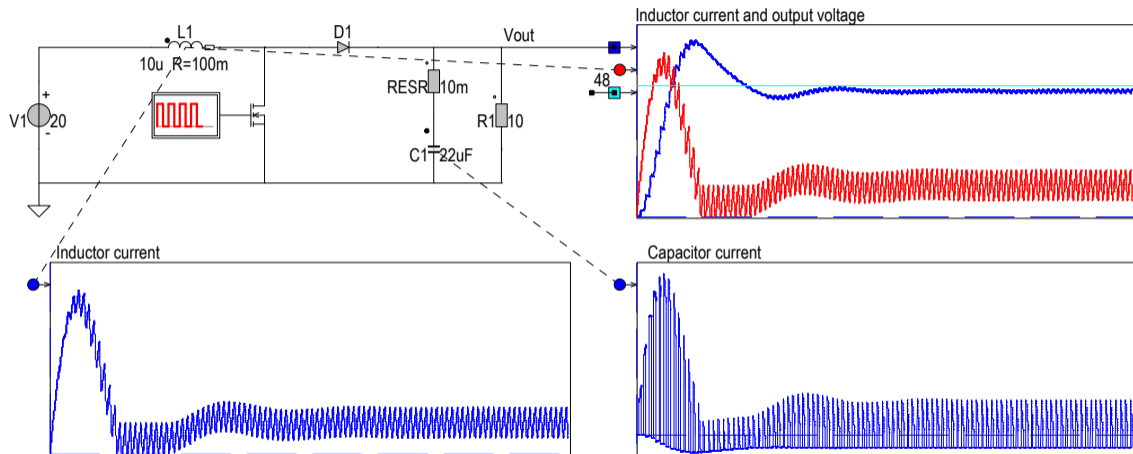 Inductor current and output voltage
L1
D1
Vout
10u R=100m
48
RESR 10m
V1 20
+
-
R1 10
C1 22uF
Inductor current
Capacitor current